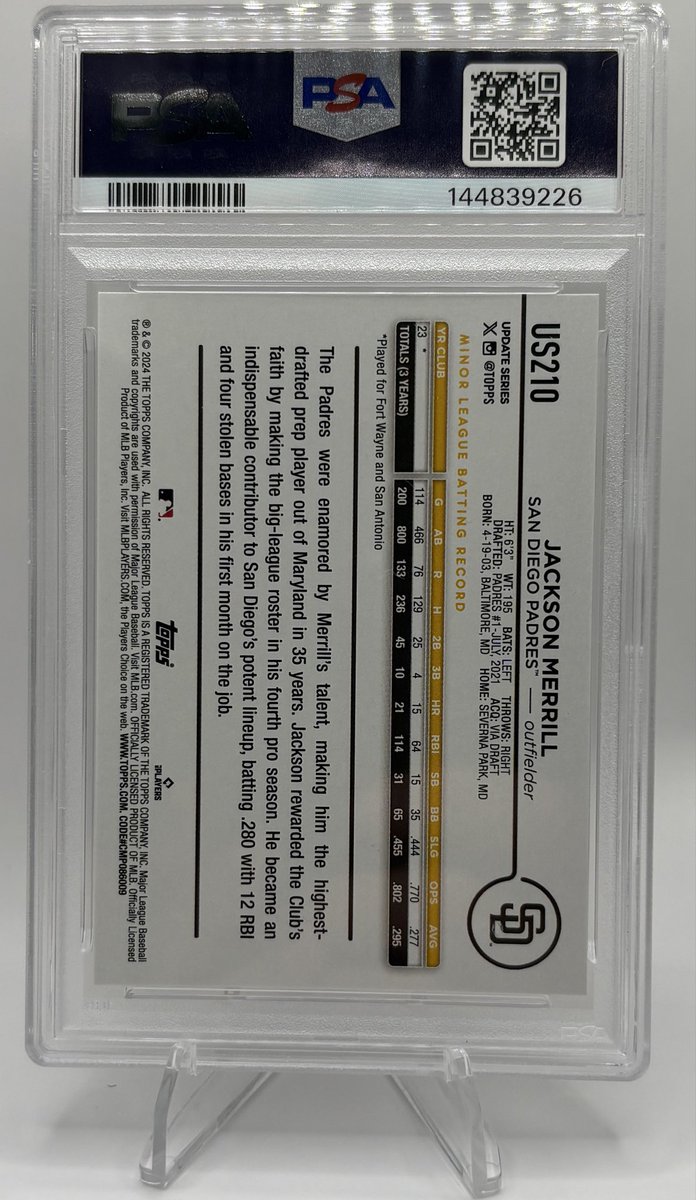 PSA
PSA
144839226
US210
JACKSON MERRILL
SAN DIEGO PADRES™ — outfielder
SD
UPDATE SERIES
@TOPPS
HT: 6'3" WT: 195 BATS: LEFT THROWS: RIGHT
DRAFTED: PADRES #1-JULY, 2021 ACQ: VIA DRAFT
BORN: 4-19-03, BALTIMORE, MD HOME: SEVERNA PARK, MD
MINOR LEAGUE BATTING RECORD
YR CLUB G AB R H 2B 3B HR RBI SB BB SLG OPS AVG
23 * 114 466 76 129 25 4 15 64 15 35 .444 .770 .277
TOTALS (3 YEARS) 200 800 133 236 45 10 21 114 31 65 .455 .802 .295
*Played for Fort Wayne and San Antonio
The Padres were enamored by Merrill's talent, making him the highest-
drafted prep player out of Maryland in 35 years. Jackson rewarded the Club's
faith by making the big-league roster in his fourth pro season. He became an
indispensable contributor to San Diego's potent lineup, batting .280 with 12 RBI
and four stolen bases in his first month on the job.
topps
PLAYERS
® & © 2024 THE TOPPS COMPANY, INC. ALL RIGHTS RESERVED. TOPPS IS A REGISTERED TRADEMARK OF THE TOPPS COMPANY, INC. Major League Baseball
trademarks and copyrights are used with permission of Major League Baseball. Visit MLB.com. OFFICIALLY LICENSED PRODUCT OF MLB. Officially Licensed
Product of MLB Players, Inc. Visit MLBPLAYERS.COM, the Players Choice on the web. WWW.TOPPS.COM. CODE#CMP086009